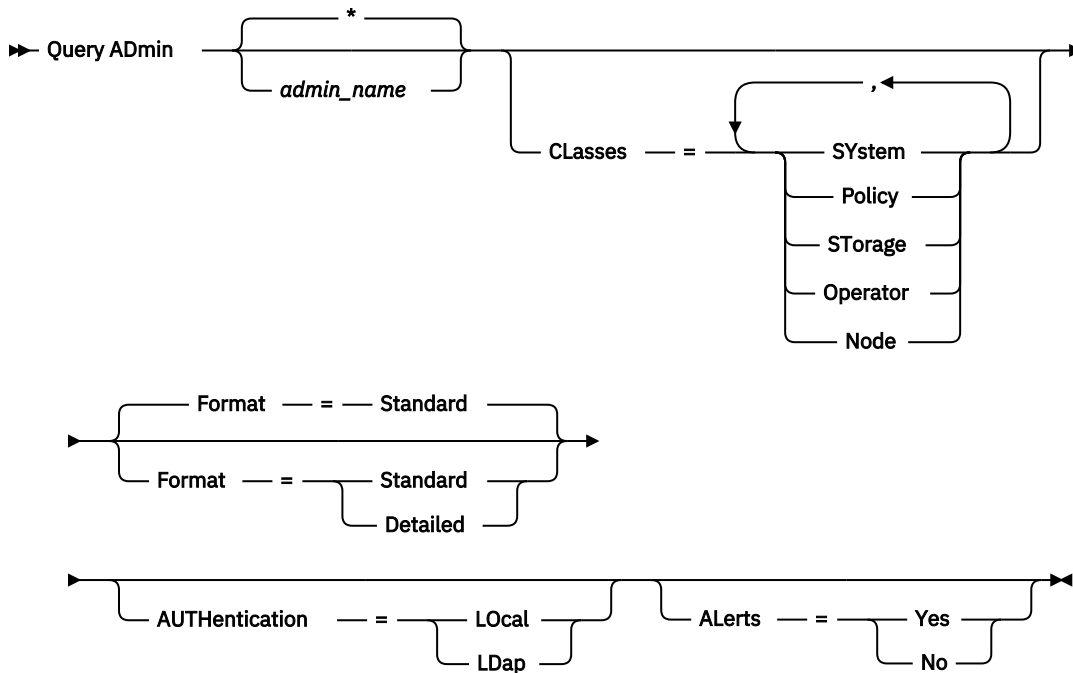 *
Query ADmin
admin_name
,
CLasses = SYstem
Policy
STorage
Operator
Node
Format = Standard
Format = Standard
Detailed
AUTHentication = LOcal
LDap
ALerts = Yes
No